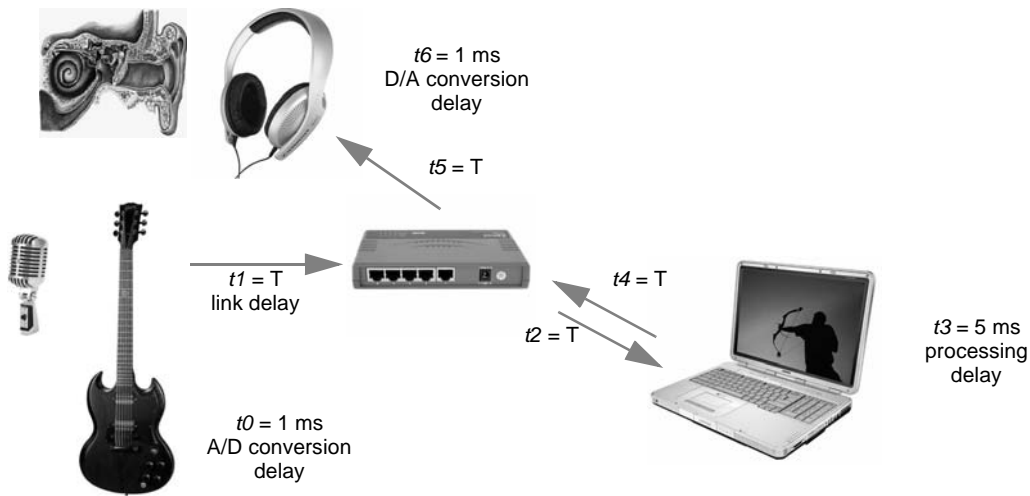 t6 = 1 ms
D/A conversion
delay
t5 = T
t1 = T
link delay
t4 = T
t2 = T
t3 = 5 ms
processing
delay
t0 = 1 ms
A/D conversion
delay